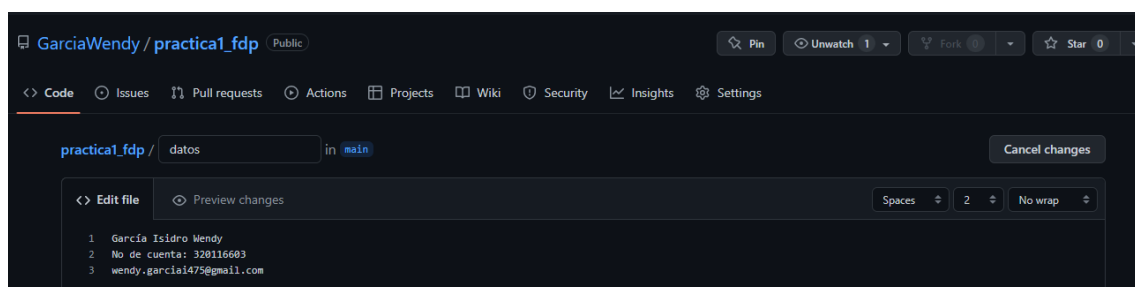 GarciaWendy / practica1_fdp Public Pin Unwatch 1 Fork 0 Star 0
Code Issues Pull requests Actions Projects Wiki Security Insights Settings
practica1_fdp / datos in main Cancel changes
Edit file Preview changes Spaces 2 No wrap
1 García Isidro Wendy
2 No de cuenta: 320116603
3 wendy.garciai475@gmail.com